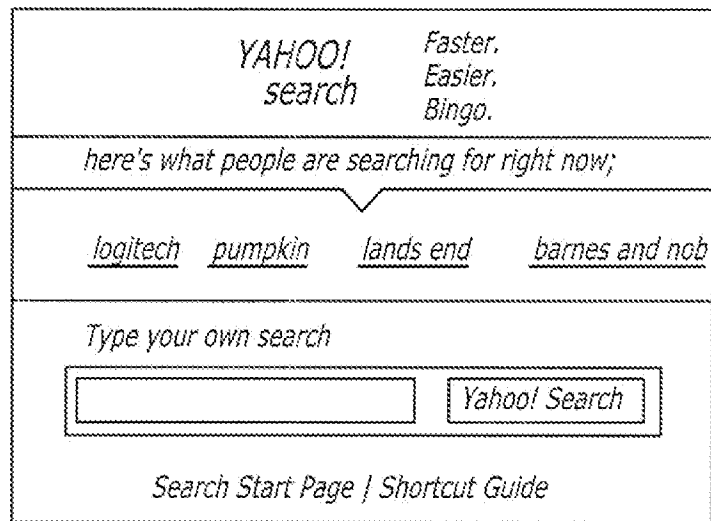 YAHOO!
search
Faster.
Easier.
Bingo.
here's what people are searching for right now;
logitech pumpkin lands end barnes and nob
Type your own search
Yahoo! Search
Search Start Page | Shortcut Guide